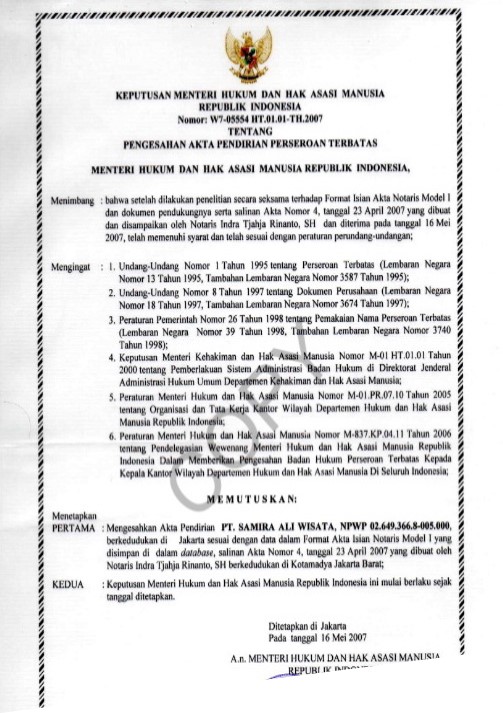 KEPUTUSAN MENTERI HUKUM DAN HAK ASASI MANUSIA
REPUBLIK INDONESIA
Nomor: W7-05554 HT.01.01-TH.2007
TENTANG
PENGESAHAN AKTA PENDIRIAN PERSEROAN TERBATAS
MENTERI HUKUM DAN HAK ASASI MANUSIA REPUBLIK INDONESIA,
Menimbang : bahwa setelah dilakukan penelitian secara seksama terhadap Format Isian Akta Notaris Model I
dan dokumen pendukungnya serta salinan Akta Nomor 4, tanggal 23 April 2007 yang dibuat
dan disampaikan oleh Notaris Indra Tjahja Rinanto, SH dan diterima pada tanggal 16 Mei
2007, telah memenuhi syarat dan telah sesuai dengan peraturan perundang-undangan;
Mengingat : 1. Undang-Undang Nomor 1 Tahun 1995 tentang Perseroan Terbatas (Lembaran Negara
Nomor 13 Tahun 1995, Tambahan Lembaran Negara Nomor 3587 Tahun 1995);
2. Undang-Undang Nomor 8 Tahun 1997 tentang Dokumen Perusahaan (Lembaran Negara
Nomor 18 Tahun 1997, Tambahan Lembaran Negara Nomor 3674 Tahun 1997);
3. Peraturan Pemerintah Nomor 26 Tahun 1998 tentang Pemakaian Nama Perseroan Terbatas
(Lembaran Negara Nomor 39 Tahun 1998, Tambahan Lembaran Negara Nomor 3740
Tahun 1998);
4. Keputusan Menteri Kehakiman dan Hak Asasi Manusia Nomor M-01 HT.01.01 Tahun
2000 tentang Pemberlakuan Sistem Administrasi Badan Hukum di Direktorat Jenderal
Administrasi Hukum Umum Departemen Kehakiman dan Hak Asasi Manusia;
5. Peraturan Menteri Hukum dan Hak Asasi Manusia Nomor M-01.PR.07.10 Tahun 2005
tentang Organisasi dan Tata Kerja Kantor Wilayah Departemen Hukum dan Hak Asasi
Manusia Republik Indonesia;
6. Peraturan Menteri Hukum dan Hak Asasi Manusia Nomor M-837.KP.04.11 Tahun 2006
tentang Pendelegasian Wewenang Menteri Hukum dan Hak Asasi Manusia Republik
Indonesia Dalam Memberikan Pengesahan Badan Hukum Perseroan Terbatas Kepada
Kepala Kantor Wilayah Departemen Hukum dan Hak Asasi Manusia Di Seluruh Indonesia;
COPY
MEMUTUSKAN:
Menetapkan
PERTAMA : Mengesahkan Akta Pendirian PT. SAMIRA ALI WISATA, NPWP 02.649.366.8-005.000,
berkedudukan di Jakarta sesuai dengan data dalam Format Akta Isian Notaris Model I yang
disimpan di dalam database, salinan Akta Nomor 4, tanggal 23 April 2007 yang dibuat oleh
Notaris Indra Tjahja Rinanto, SH berkedudukan di Kotamadya Jakarta Barat;
KEDUA : Keputusan Menteri Hukum dan Hak Asasi Manusia Republik Indonesia ini mulai berlaku sejak
tanggal ditetapkan.
Ditetapkan di Jakarta
Pada tanggal 16 Mei 2007
A.n. MENTERI HUKUM DAN HAK ASASI MANUSIA
REPUBLIK